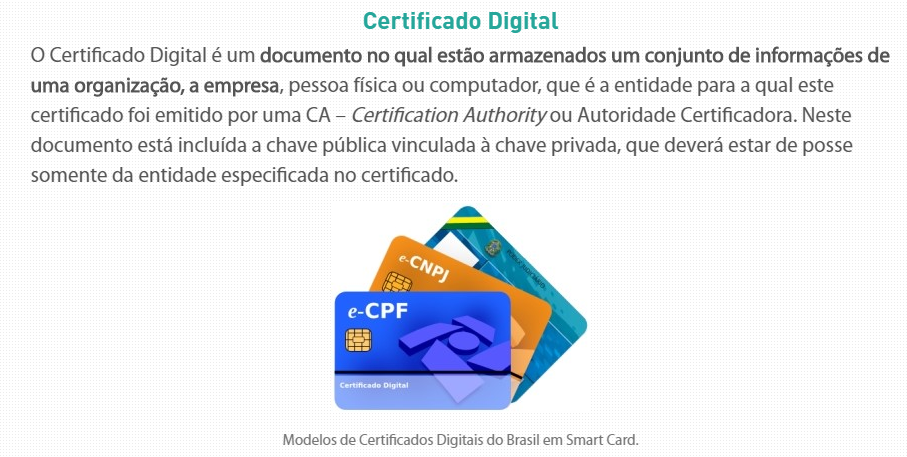 Certificado Digital
O Certificado Digital é um documento no qual estão armazenados um conjunto de informações de
uma organização, a empresa, pessoa física ou computador, que é a entidade para a qual este
certificado foi emitido por uma CA – Certification Authority ou Autoridade Certificadora. Neste
documento está incluída a chave pública vinculada à chave privada, que deverá estar de posse
somente da entidade especificada no certificado.
e-CNPJ
e-CPF
Certificado Digital
Modelos de Certificados Digitais do Brasil em Smart Card.